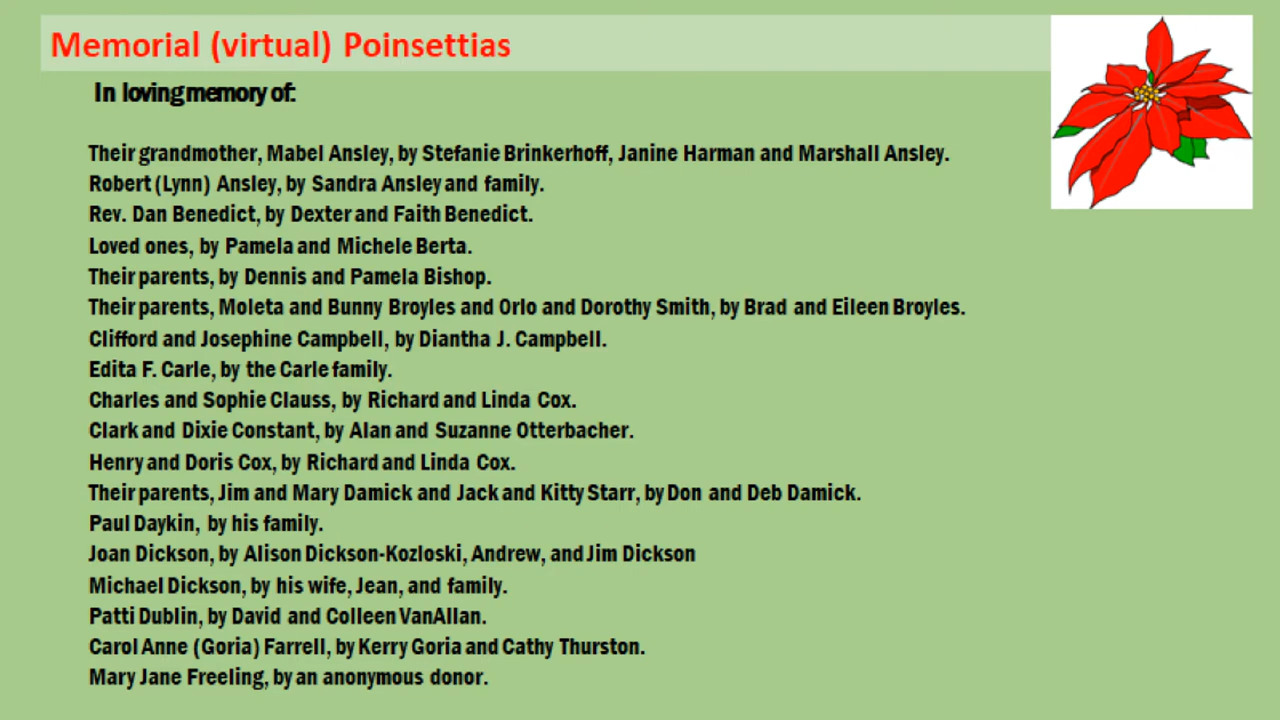 Memorial (virtual) Poinsettias
In loving memory of:
Their grandmother, Mabel Ansley, by Stefanie Brinkerhoff, Janine Harman and Marshall Ansley.
Robert (Lynn) Ansley, by Sandra Ansley and family.
Rev. Dan Benedict, by Dexter and Faith Benedict.
Loved ones, by Pamela and Michele Berta.
Their parents, by Dennis and Pamela Bishop.
Their parents, Moleta and Bunny Broyles and Orlo and Dorothy Smith, by Brad and Eileen Broyles.
Clifford and Josephine Campbell, by Diantha J. Campbell.
Edita F. Carle, by the Carle family.
Charles and Sophie Clauss, by Richard and Linda Cox.
Clark and Dixie Constant, by Alan and Suzanne Otterbacher.
Henry and Doris Cox, by Richard and Linda Cox.
Their parents, Jim and Mary Damick and Jack and Kitty Starr, by Don and Deb Damick.
Paul Daykin, by his family.
Joan Dickson, by Alison Dickson-Kozloski, Andrew, and Jim Dickson
Michael Dickson, by his wife, Jean, and family.
Patti Dublin, by David and Colleen VanAllan.
Carol Anne (Goria) Farrell, by Kerry Goria and Cathy Thurston.
Mary Jane Freeling, by an anonymous donor.